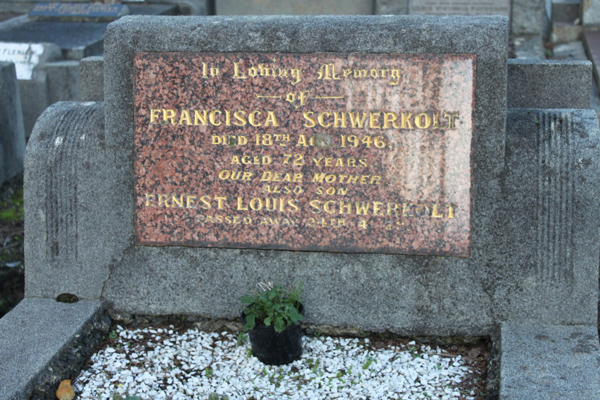 In Loving Memory
of
FRANCISCA SCHWERKOLT
DIED 18TH AUG 1946.
AGED 72 YEARS.
OUR DEAR MOTHER
ALSO SON
ERNEST LOUIS SCHWERKOLT
PASSED AWAY 24TH